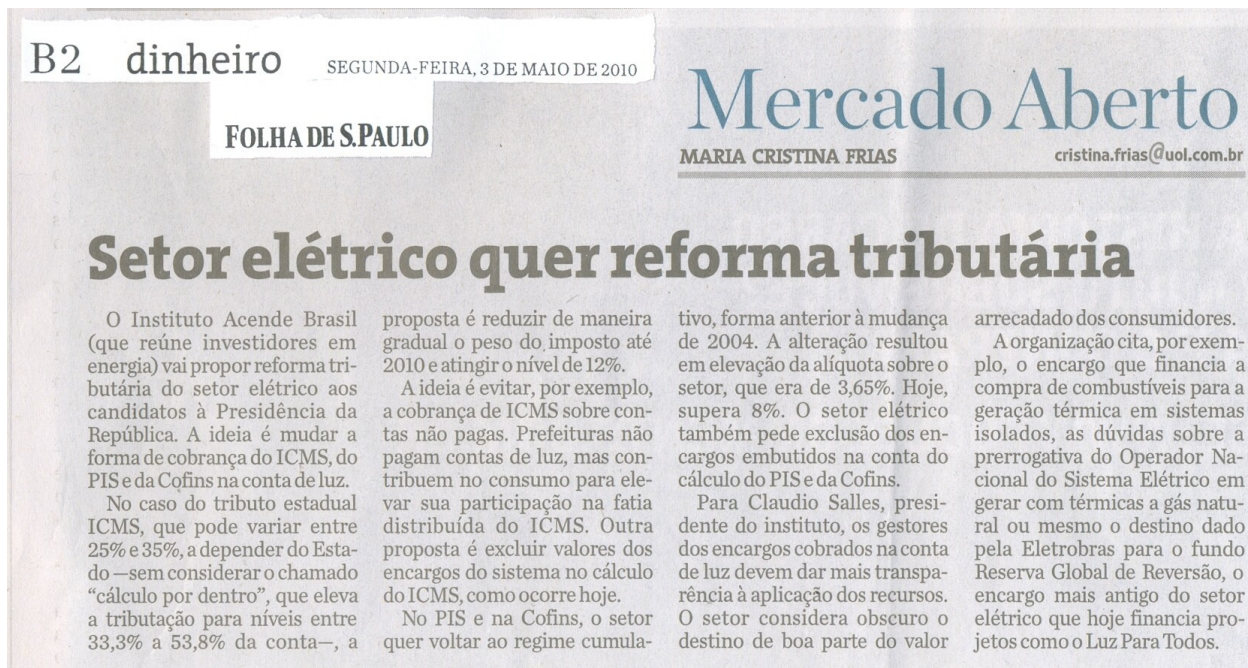 B2 dinheiro SEGUNDA-FEIRA, 3 DE MAIO DE 2010
FOLHA DE S.PAULO
Mercado Aberto
MARIA CRISTINA FRIAS cristina.frias@uol.com.br
Setor elétrico quer reforma tributária
O Instituto Acende Brasil
(que reúne investidores em
energia) vai propor reforma tri-
butária do setor elétrico aos
candidatos à Presidência da
República. A ideia é mudar a
forma de cobrança do ICMS, do
PIS e da Cofins na conta de luz.
No caso do tributo estadual
ICMS, que pode variar entre
25% e 35%, a depender do Esta-
do —sem considerar o chamado
“cálculo por dentro”, que eleva
a tributação para níveis entre
33,3% a 53,8% da conta—, a
proposta é reduzir de maneira
gradual o peso do imposto até
2010 e atingir o nível de 12%.
A ideia é evitar, por exemplo,
a cobrança de ICMS sobre con-
tas não pagas. Prefeituras não
pagam contas de luz, mas con-
tribuem no consumo para ele-
var sua participação na fatia
distribuída do ICMS. Outra
proposta é excluir valores dos
encargos do sistema no cálculo
do ICMS, como ocorre hoje.
No PIS e na Cofins, o setor
quer voltar ao regime cumula-
tivo, forma anterior à mudança
de 2004. A alteração resultou
em elevação da alíquota sobre o
setor, que era de 3,65%. Hoje,
supera 8%. O setor elétrico
também pede exclusão dos en-
cargos embutidos na conta do
cálculo do PIS e da Cofins.
Para Claudio Salles, presi-
dente do instituto, os gestores
dos encargos cobrados na conta
de luz devem dar mais transpa-
rência à aplicação dos recursos.
O setor considera obscuro o
destino de boa parte do valor
arrecadado dos consumidores.
A organização cita, por exem-
plo, o encargo que financia a
compra de combustíveis para a
geração térmica em sistemas
isolados, as dúvidas sobre a
prerrogativa do Operador Na-
cional do Sistema Elétrico em
gerar com térmicas a gás natu-
ral ou mesmo o destino dado
pela Eletrobras para o fundo
Reserva Global de Reversão, o
encargo mais antigo do setor
elétrico que hoje financia pro-
jetos como o Luz Para Todos.